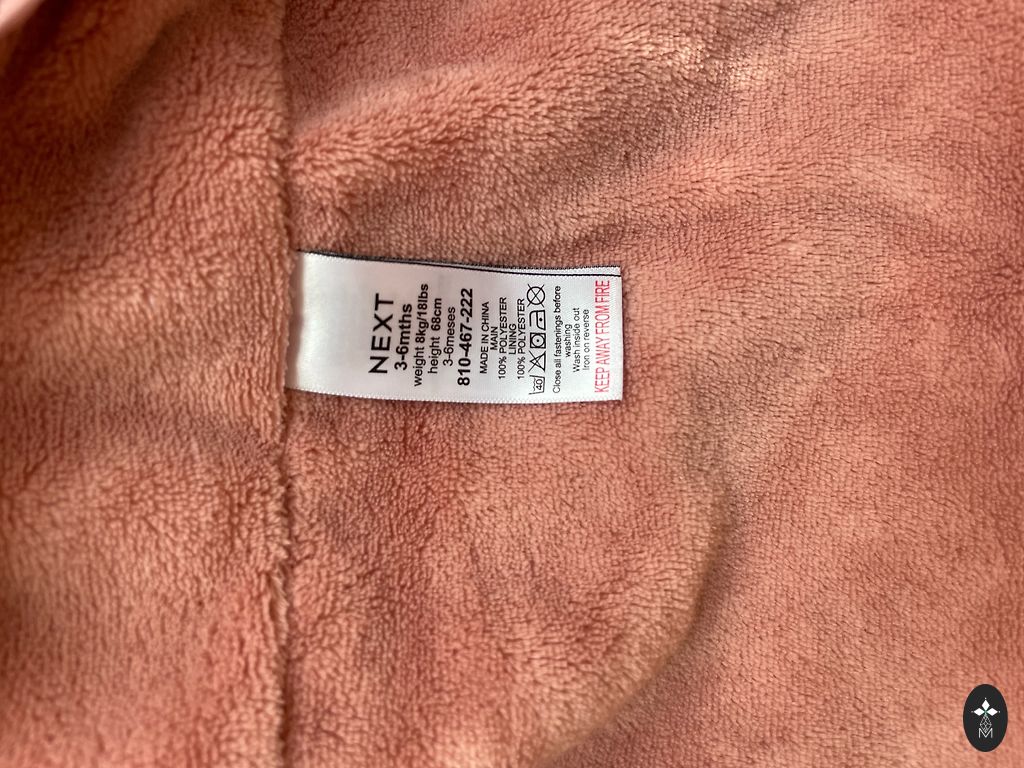 NEXT
3-6mths
weight 8kg/18lbs
height 68cm
3-6meses
810-467-222
MADE IN CHINA
MAIN
100% POLYESTER
LINING
100% POLYESTER
40
Close all fastenings before
washing
Wash inside out
Iron on reverse
KEEP AWAY FROM FIRE
M